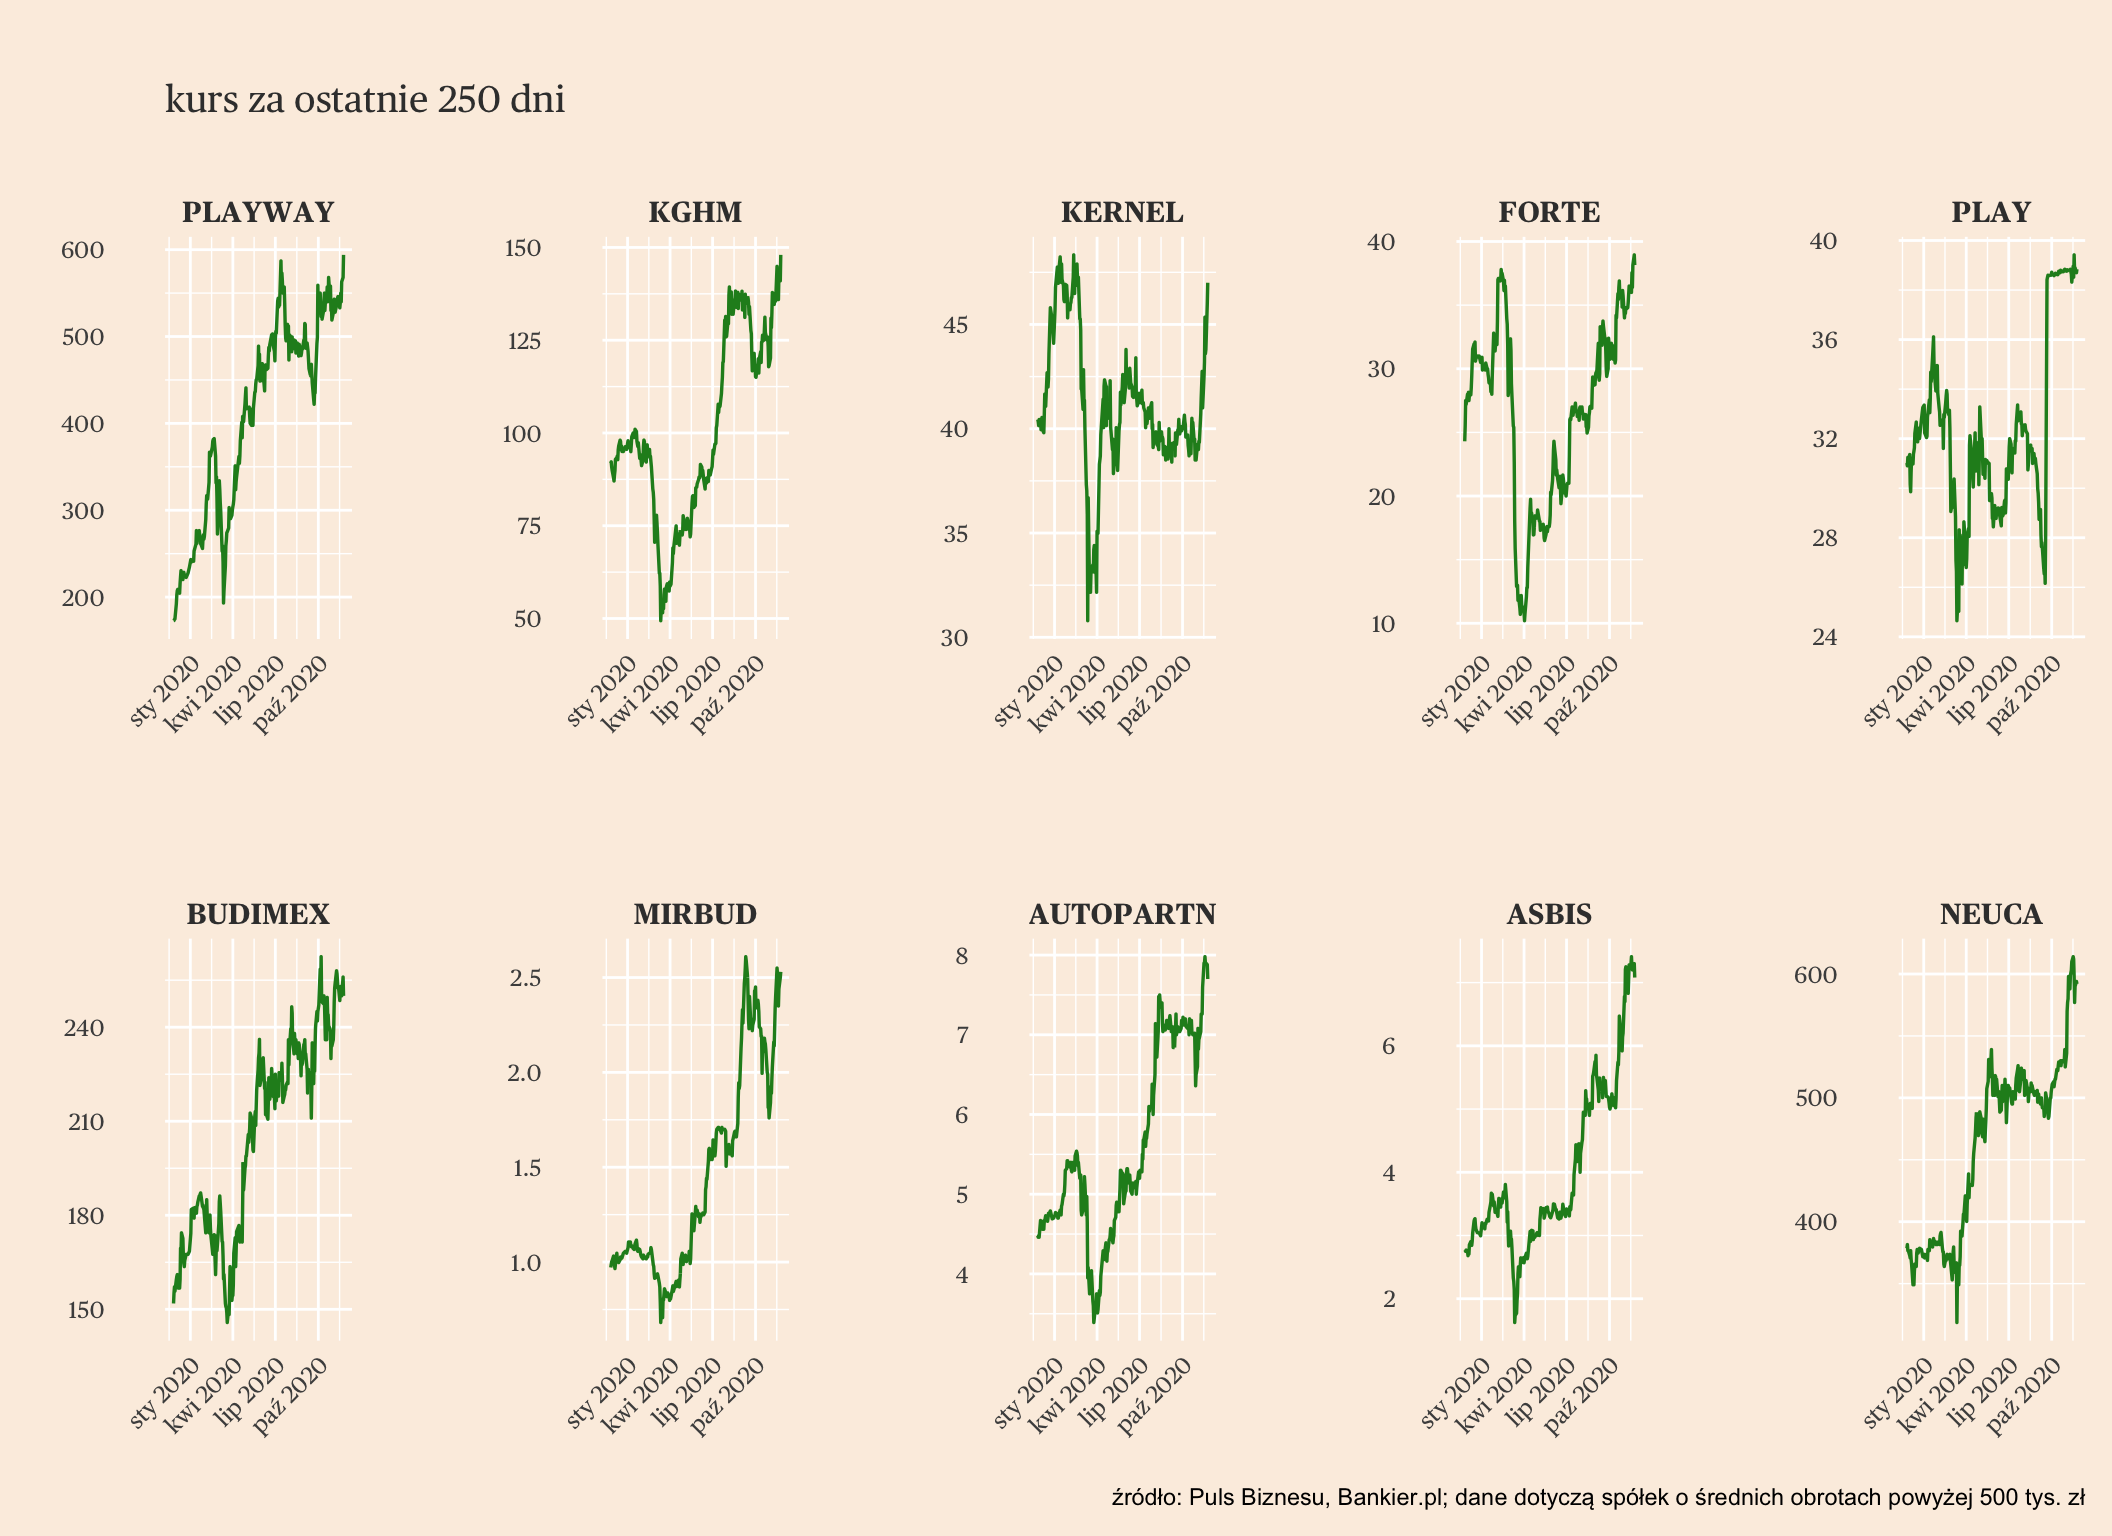 kurs za ostatnie 250 dni
PLAYWAY
600
500
400
300
200
sty 2020
kwi 2020
lip 2020
paź 2020
KGHM
150
125
100
75
50
sty 2020
kwi 2020
lip 2020
paź 2020
KERNEL
45
40
35
30
sty 2020
kwi 2020
lip 2020
paź 2020
FORTE
40
30
20
10
sty 2020
kwi 2020
lip 2020
paź 2020
PLAY
40
36
32
28
24
sty 2020
kwi 2020
lip 2020
paź 2020
BUDIMEX
240
210
180
150
sty 2020
kwi 2020
lip 2020
paź 2020
MIRBUD
2.5
2.0
1.5
1.0
sty 2020
kwi 2020
lip 2020
paź 2020
AUTOPARTN
8
7
6
5
4
sty 2020
kwi 2020
lip 2020
paź 2020
ASBIS
6
4
2
sty 2020
kwi 2020
lip 2020
paź 2020
NEUCA
600
500
400
sty 2020
kwi 2020
lip 2020
paź 2020
źródło: Puls Biznesu, Bankier.pl; dane dotyczą spółek o średnich obrotach powyżej 500 tys. zł